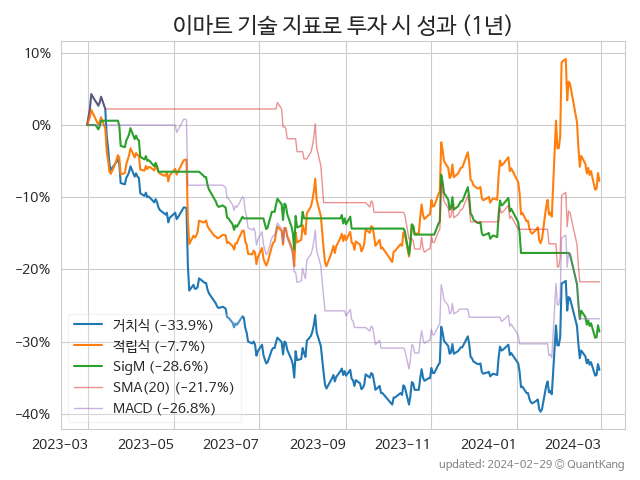 이마트 기술 지표로 투자 시 성과 (1년)
10%
0%
−10%
−20%
−30%
−40%
거치식 (−33.9%)
적립식 (−7.7%)
SigM (−28.6%)
SMA(20) (−21.7%)
MACD (−26.8%)
2023-03 2023-05 2023-07 2023-09 2023-11 2024-01 2024-03
updated: 2024-02-29 © QuantKang